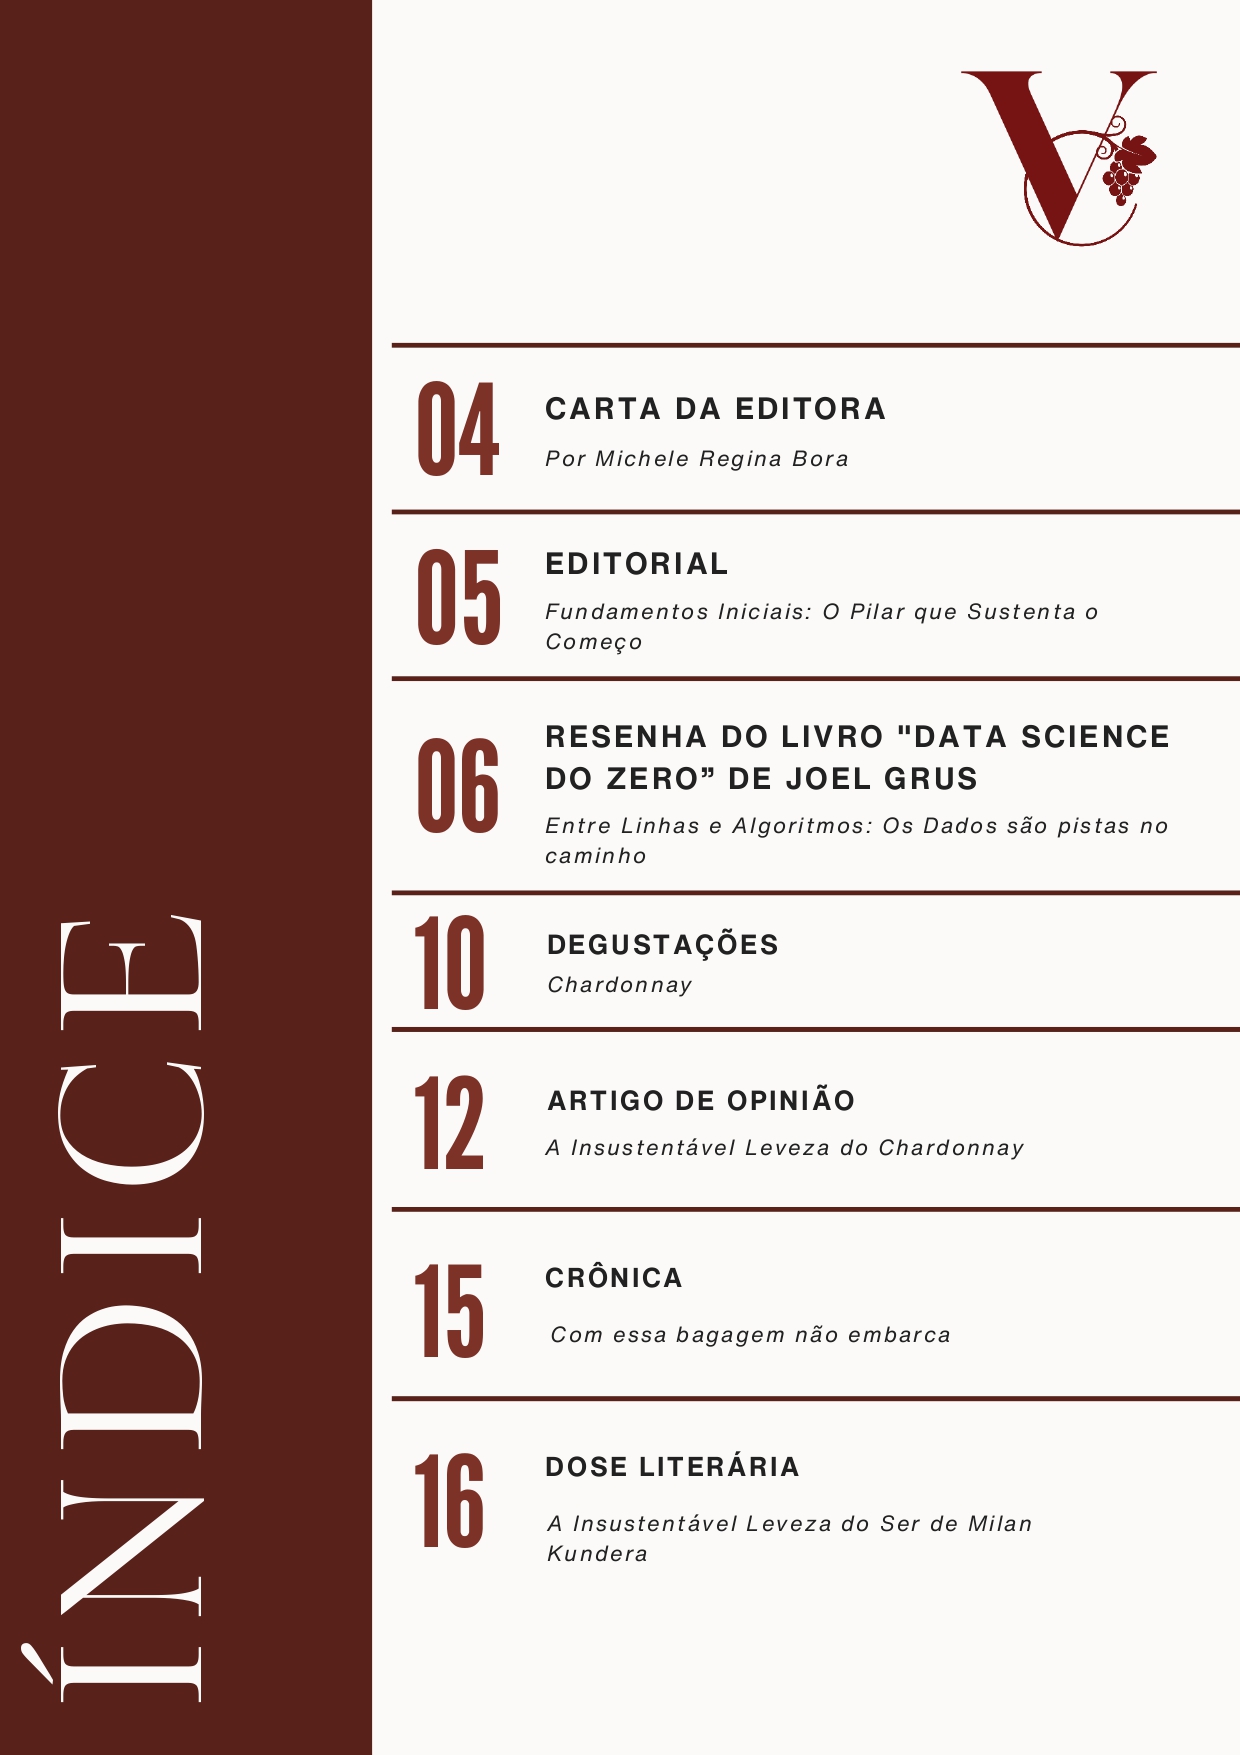 ÍNDICE
V
04
CARTA DA EDITORA
Por Michele Regina Bora
05
EDITORIAL
Fundamentos Iniciais: O Pilar que Sustenta o
Começo
06
RESENHA DO LIVRO "DATA SCIENCE
DO ZERO” DE JOEL GRUS
Entre Linhas e Algoritmos: Os Dados são pistas no
caminho
10
DEGUSTAÇÕES
Chardonnay
12
ARTIGO DE OPINIÃO
A Insustentável Leveza do Chardonnay
15
CRÔNICA
Com essa bagagem não embarca
16
DOSE LITERÁRIA
A Insustentável Leveza do Ser de Milan
Kundera